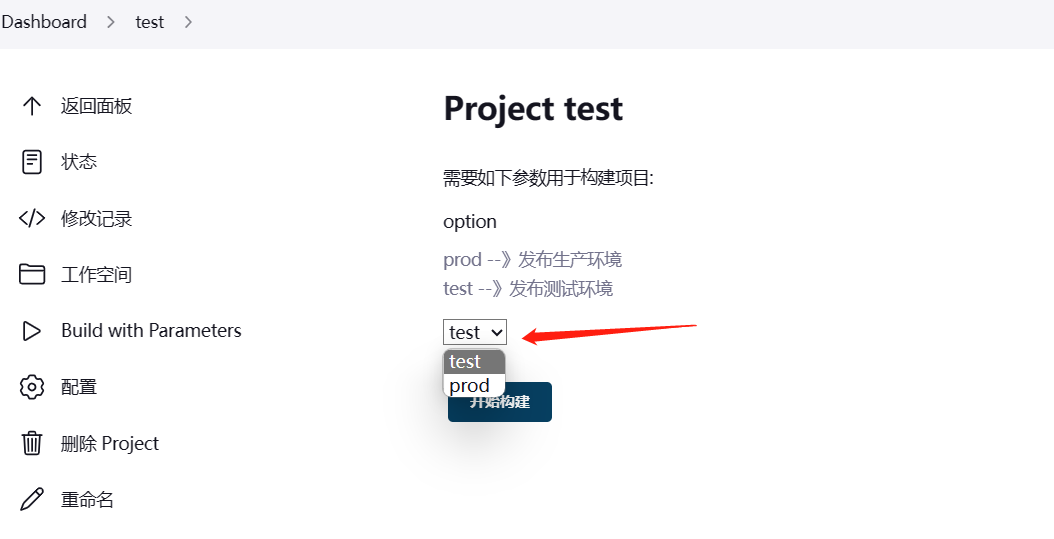 Dashboard > test >
返回面板
状态
修改记录
工作空间
Build with Parameters
配置
删除 Project
重命名
Project test
需要如下参数用于构建项目:
option
prod --》发布生产环境
test --》发布测试环境
test
test
prod
开始构建